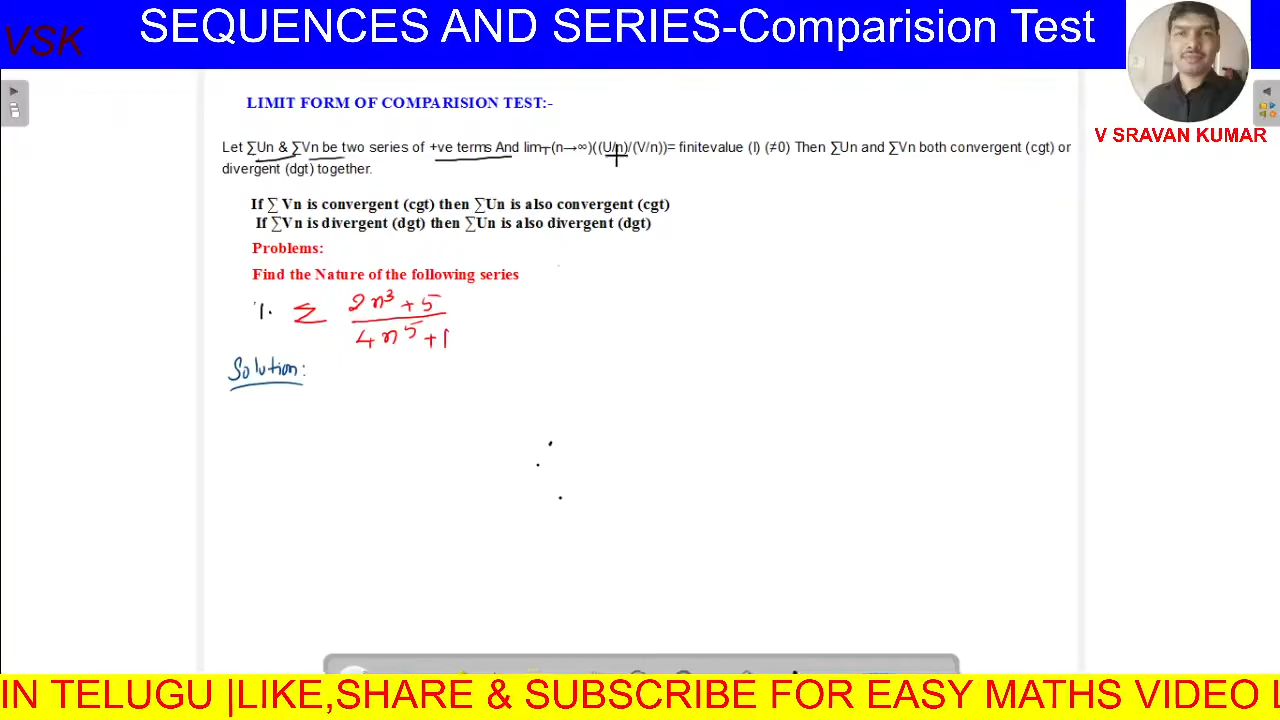 VSK
SEQUENCES AND SERIES-Comparision Test
V SRAVAN KUMAR
LIMIT FORM OF COMPARISION TEST:-
Let ∑Un & ∑Vn be two series of +ve terms And lim┬(n→∞)((U/n)/(V/n))= finitevalue (l) (≠0) Then ∑Un and ∑Vn both convergent (cgt) or
divergent (dgt) together.
If ∑ Vn is convergent (cgt) then ∑Un is also convergent (cgt)
If ∑Vn is divergent (dgt) then ∑Un is also divergent (dgt)
Problems:
Find the Nature of the following series
1. Σ (2n³+5)/(4n⁵+1)
Solution:
IN TELUGU |LIKE,SHARE & SUBSCRIBE FOR EASY MATHS VIDEO L